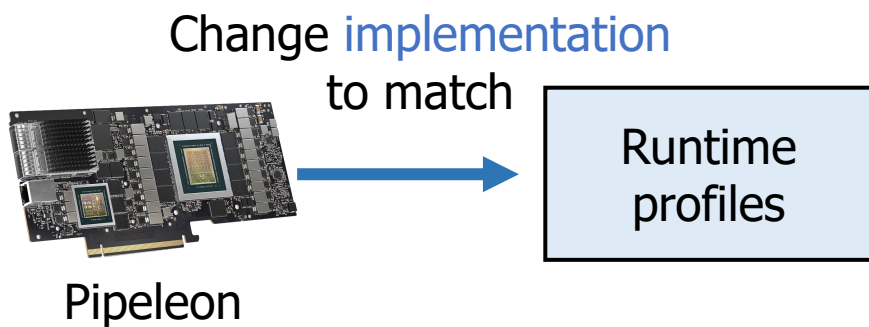 Change implementation
to match
Runtime
profiles
Pipeleon